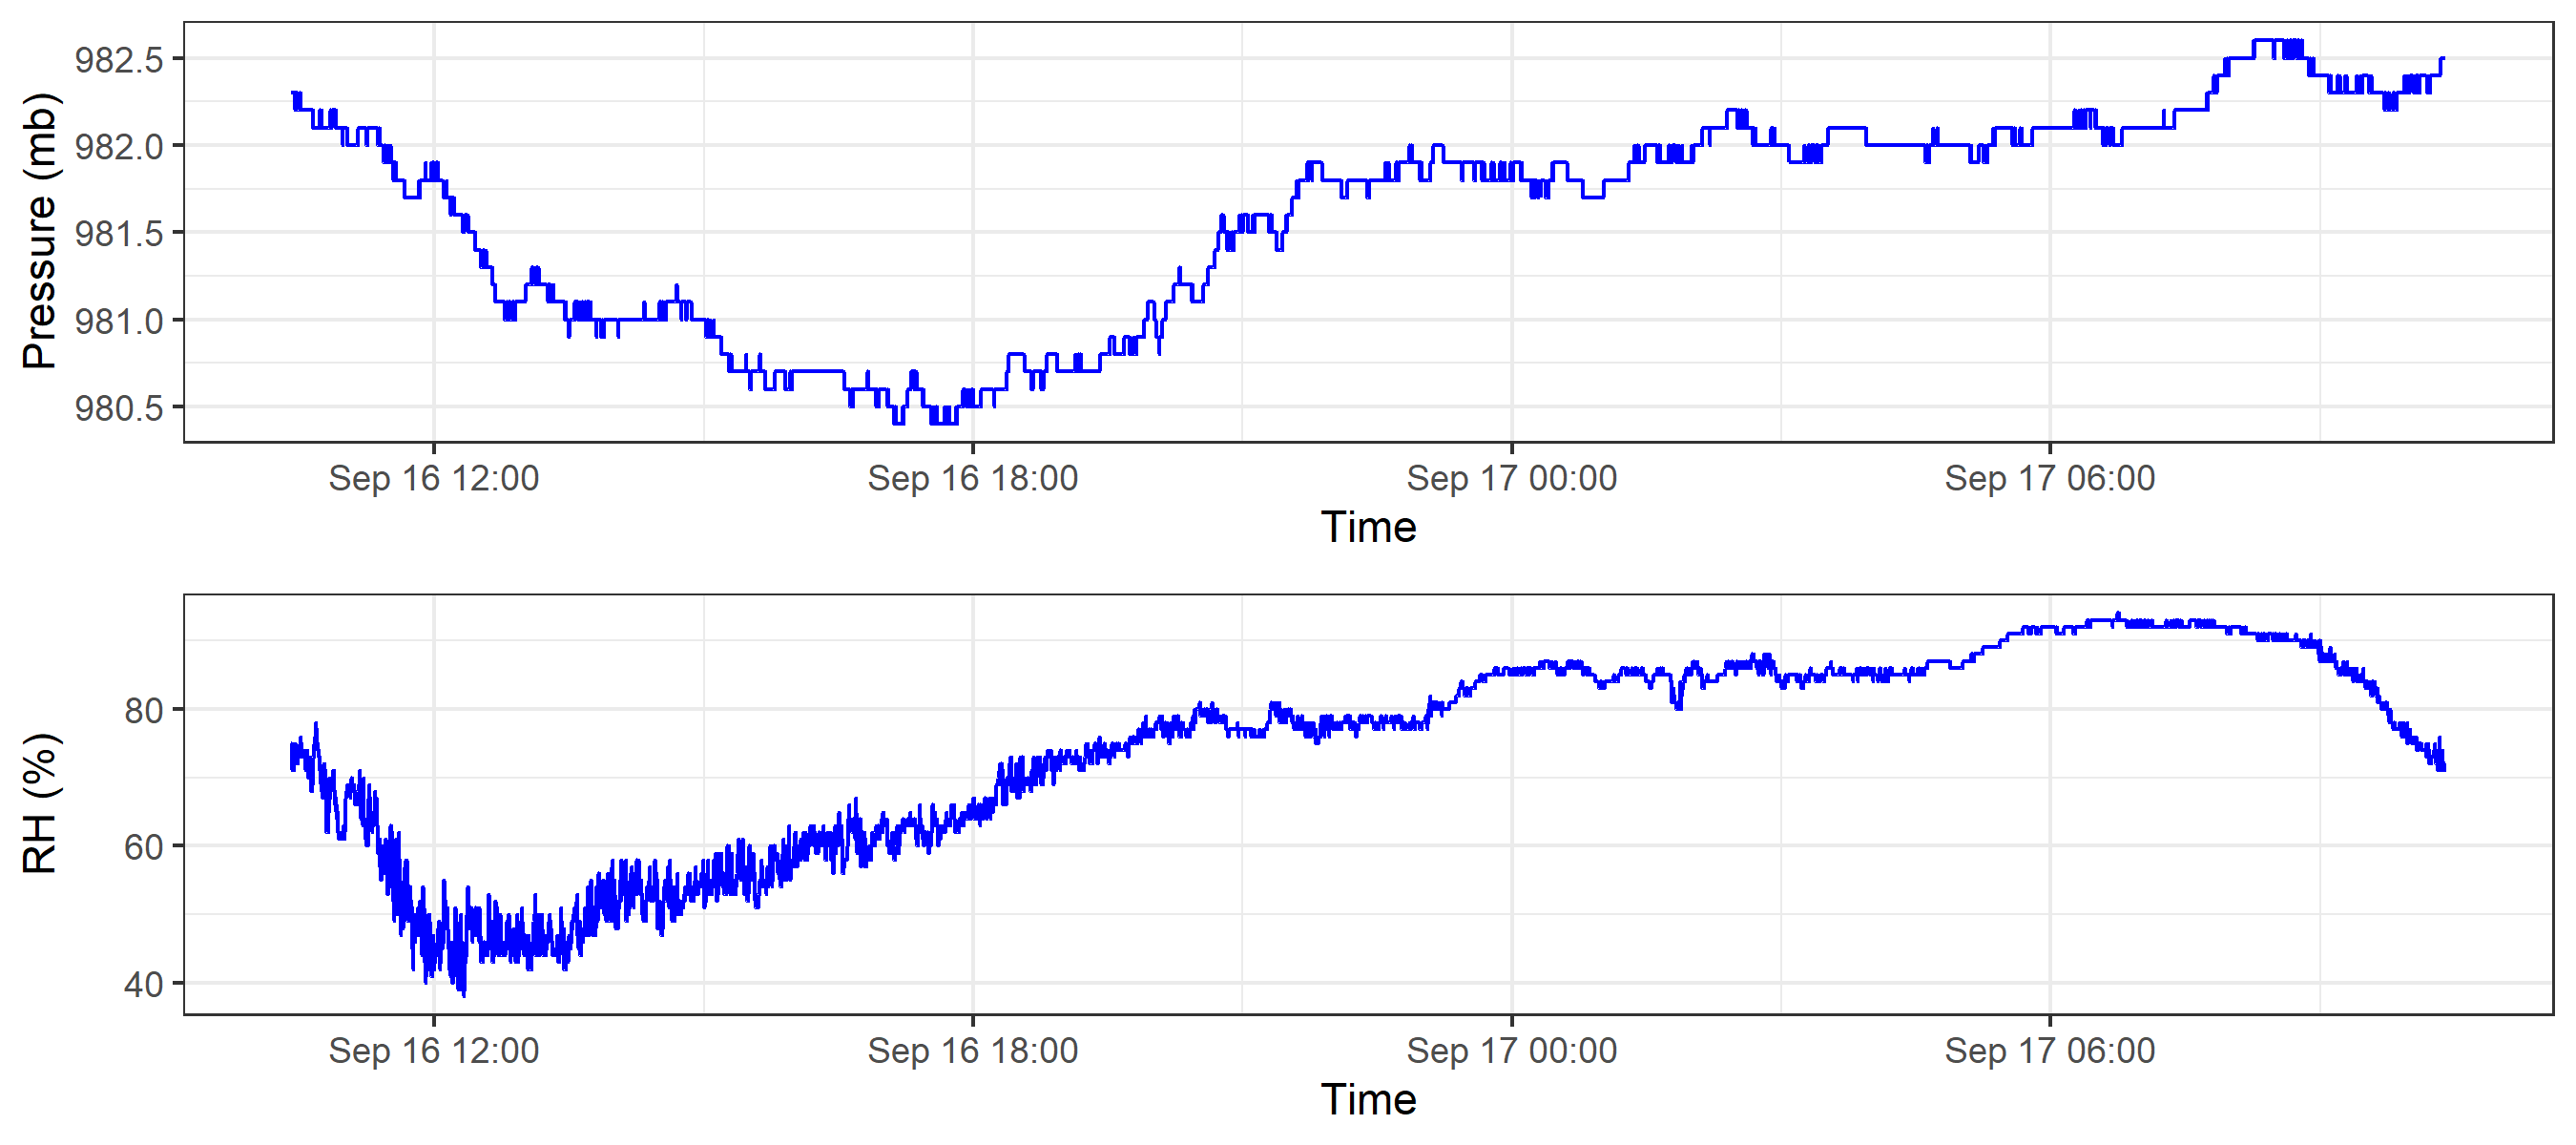 Pressure (mb)
982.5
982.0
981.5
981.0
980.5
Sep 16 12:00
Sep 16 18:00
Sep 17 00:00
Sep 17 06:00
Time
RH (%)
80
60
40
Sep 16 12:00
Sep 16 18:00
Sep 17 00:00
Sep 17 06:00
Time